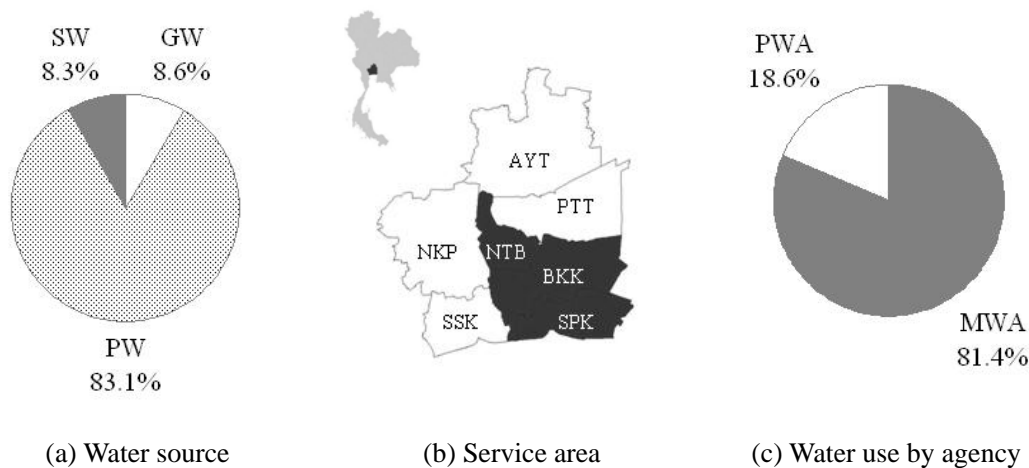 SW
8.3%
GW
8.6%
PW
83.1%
(a) Water source
AYT
PTT
NKP
NTB
BKK
SSK
SPK
(b) Service area
PWA
18.6%
MWA
81.4%
(c) Water use by agency